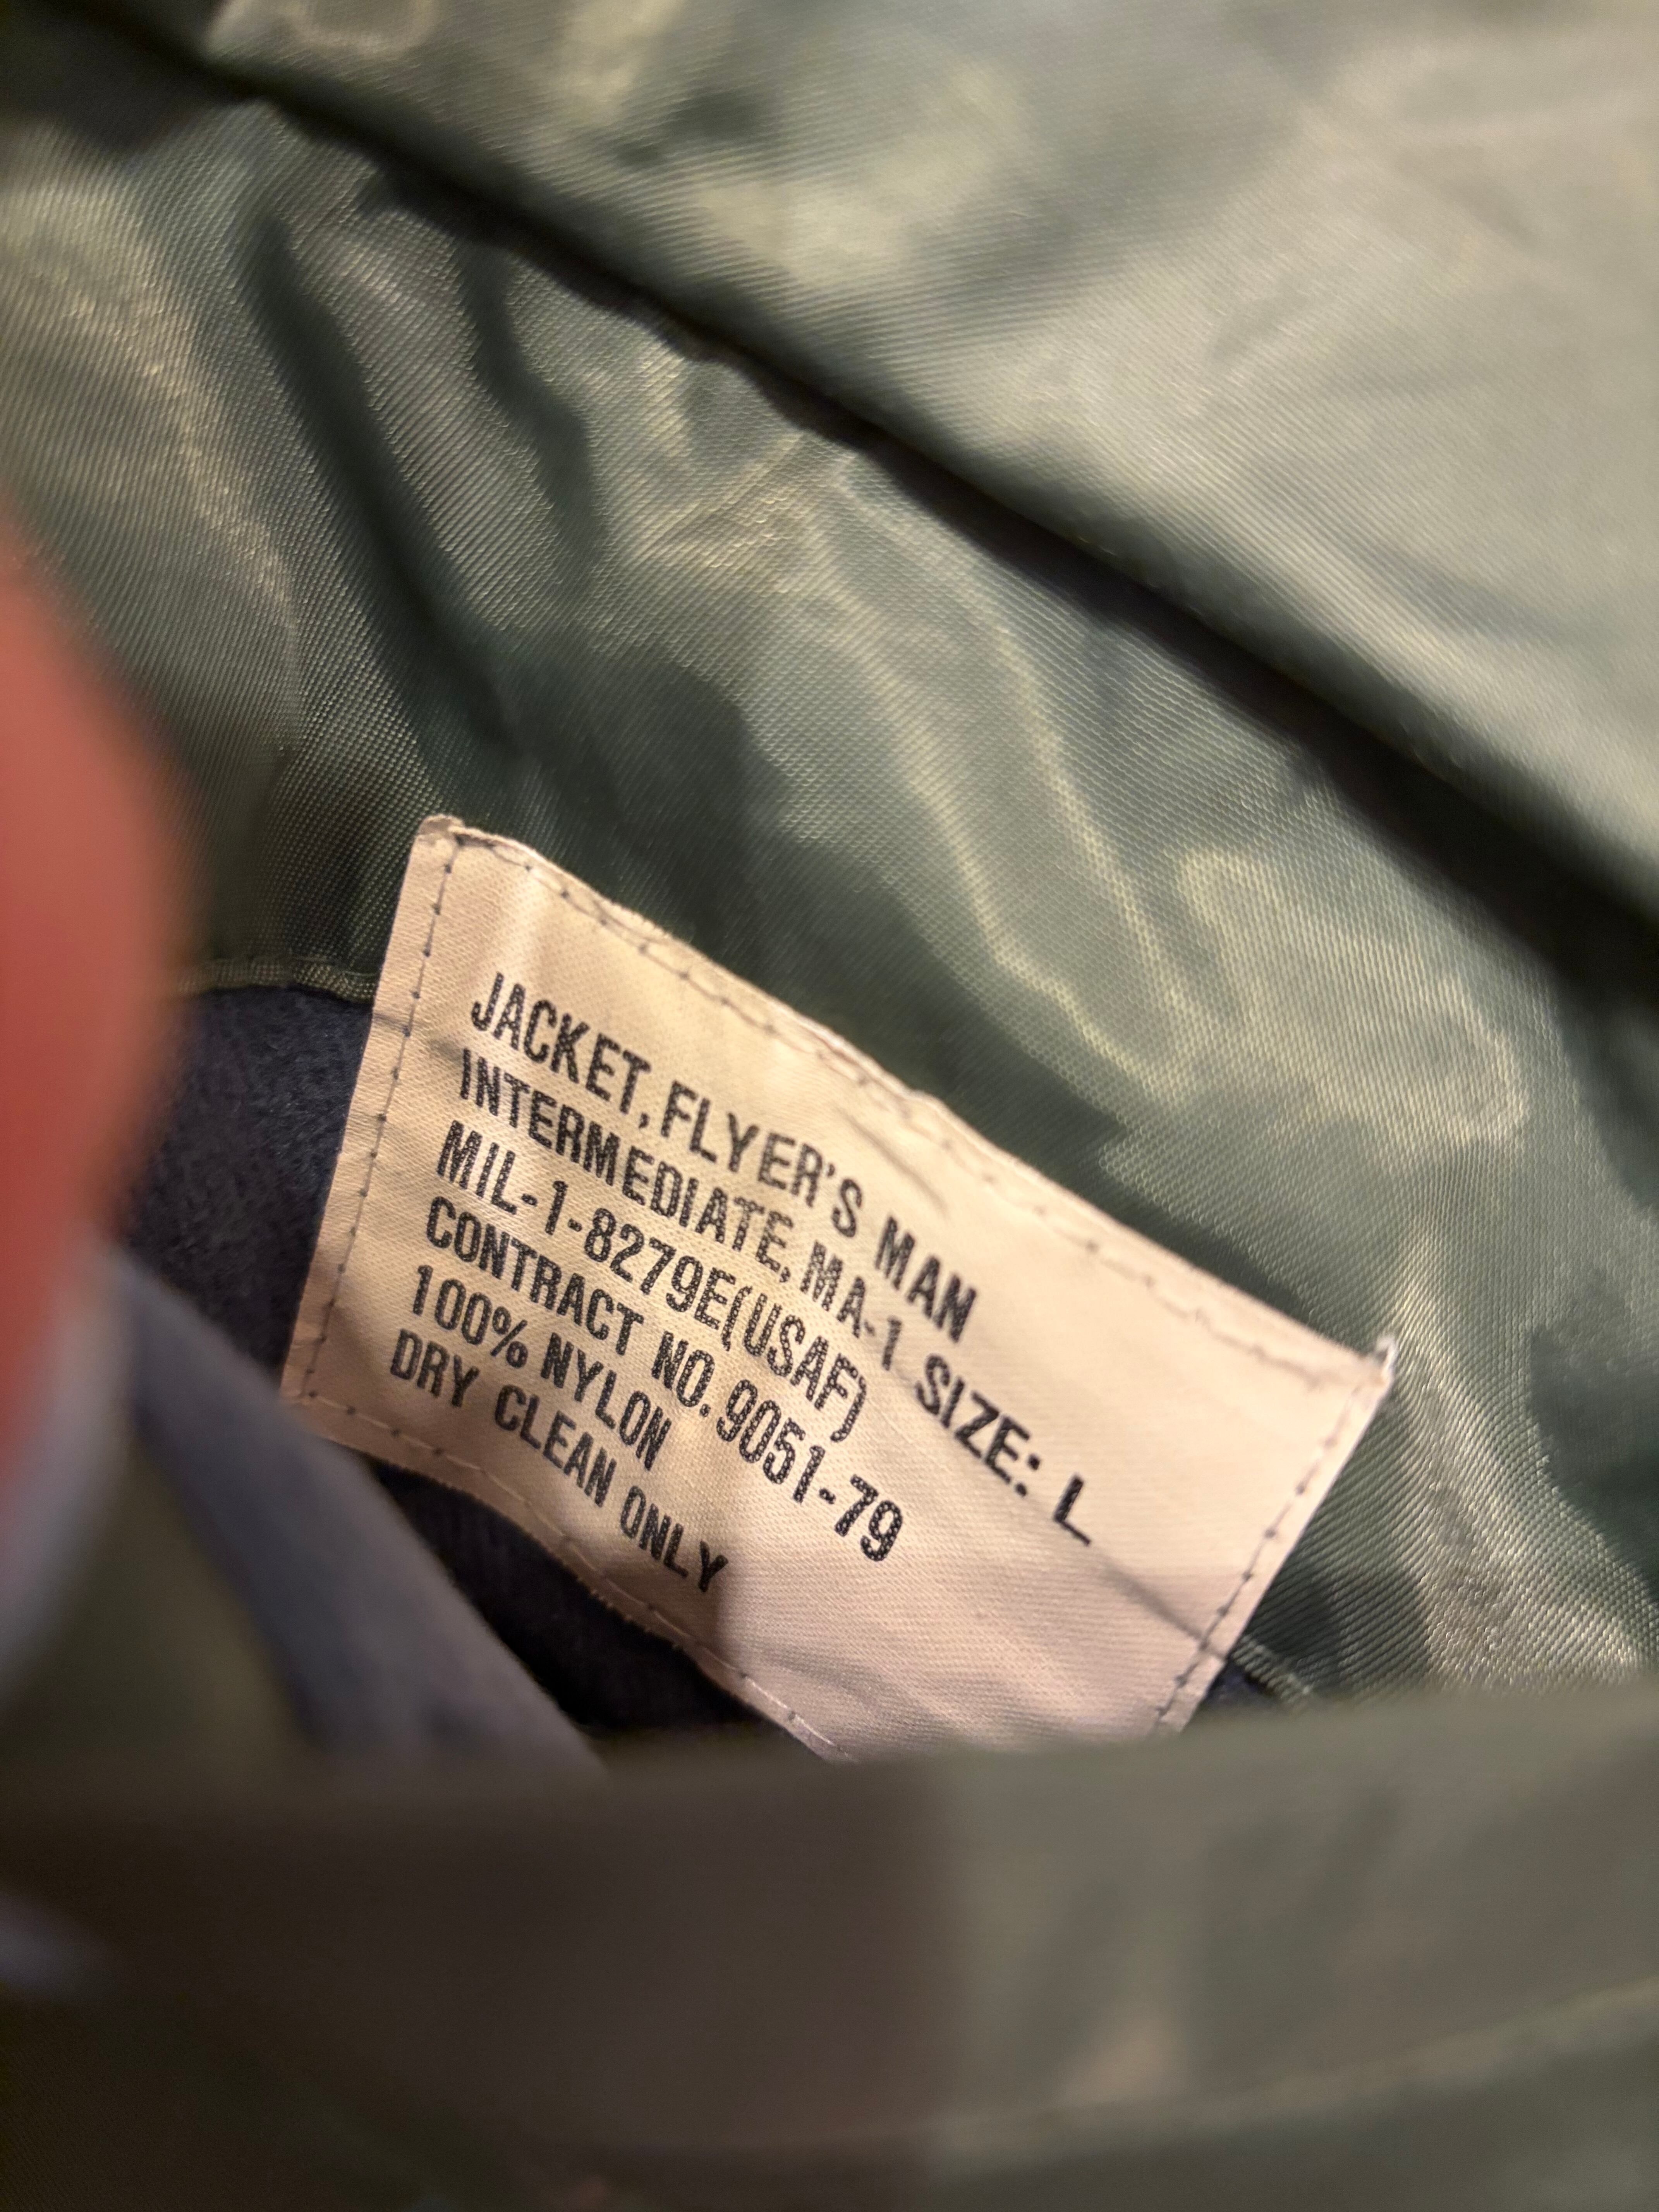 JACKET, FLYER'S MAN
INTERMEDIATE, MA-1 SIZE: L
MIL-1-8279E(USAF)
CONTRACT NO. 9051-79
100% NYLON
DRY CLEAN ONLY